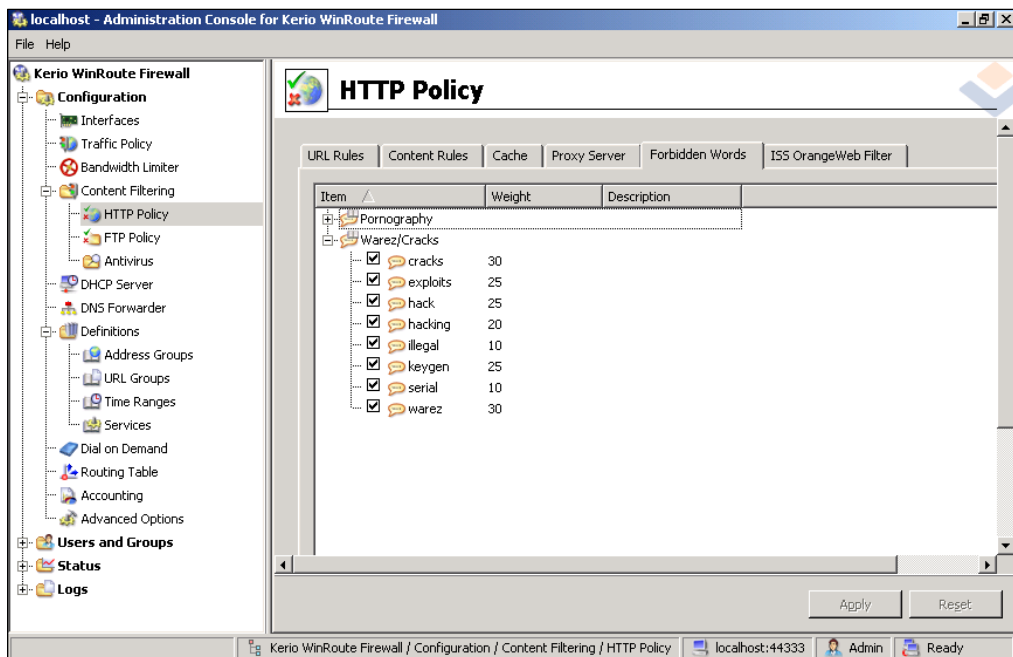 localhost - Administration Console for Kerio WinRoute Firewall
File Help
Kerio WinRoute Firewall
Configuration
Interfaces
Traffic Policy
Bandwidth Limiter
Content Filtering
HTTP Policy
FTP Policy
Antivirus
DHCP Server
DNS Forwarder
Definitions
Address Groups
URL Groups
Time Ranges
Services
Dial on Demand
Routing Table
Accounting
Advanced Options
Users and Groups
Status
Logs
HTTP Policy
URL Rules Content Rules Cache Proxy Server Forbidden Words ISS OrangeWeb Filter
Item Weight Description
Pornography
Warez/Cracks
cracks 30
exploits 25
hack 25
hacking 20
illegal 10
keygen 25
serial 10
warez 30
Apply Reset
Kerio WinRoute Firewall / Configuration / Content Filtering / HTTP Policy localhost:44333 Admin Ready